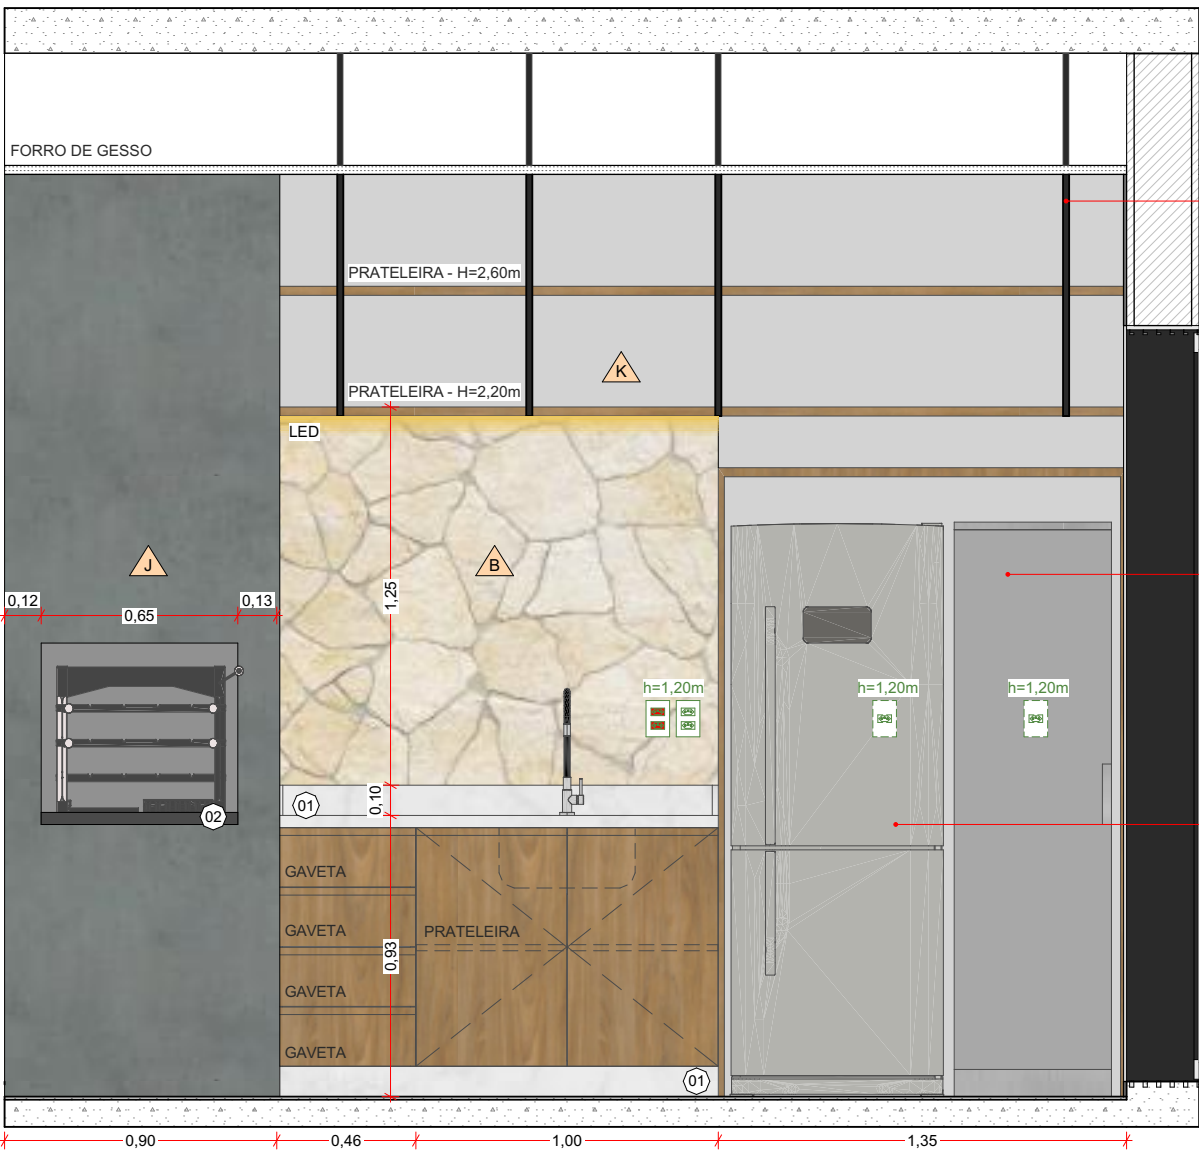 FORRO DE GESSO
PRATELEIRA - H=2,60m
K
PRATELEIRA - H=2,20m
LED
J
B
0,12
0,65
0,13
1,25
h=1,20m
h=1,20m
h=1,20m
0,10
01
02
GAVETA
GAVETA
PRATELEIRA
0,93
GAVETA
GAVETA
01
0,90
0,46
1,00
1,35